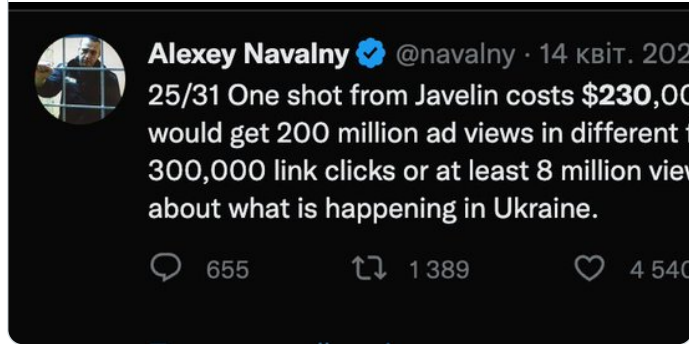 Alexey Navalny @navalny · 14 квіт. 202
25/31 One shot from Javelin costs $230,00
would get 200 million ad views in different
300,000 link clicks or at least 8 million vie
about what is happening in Ukraine.
655 1 389 4 540